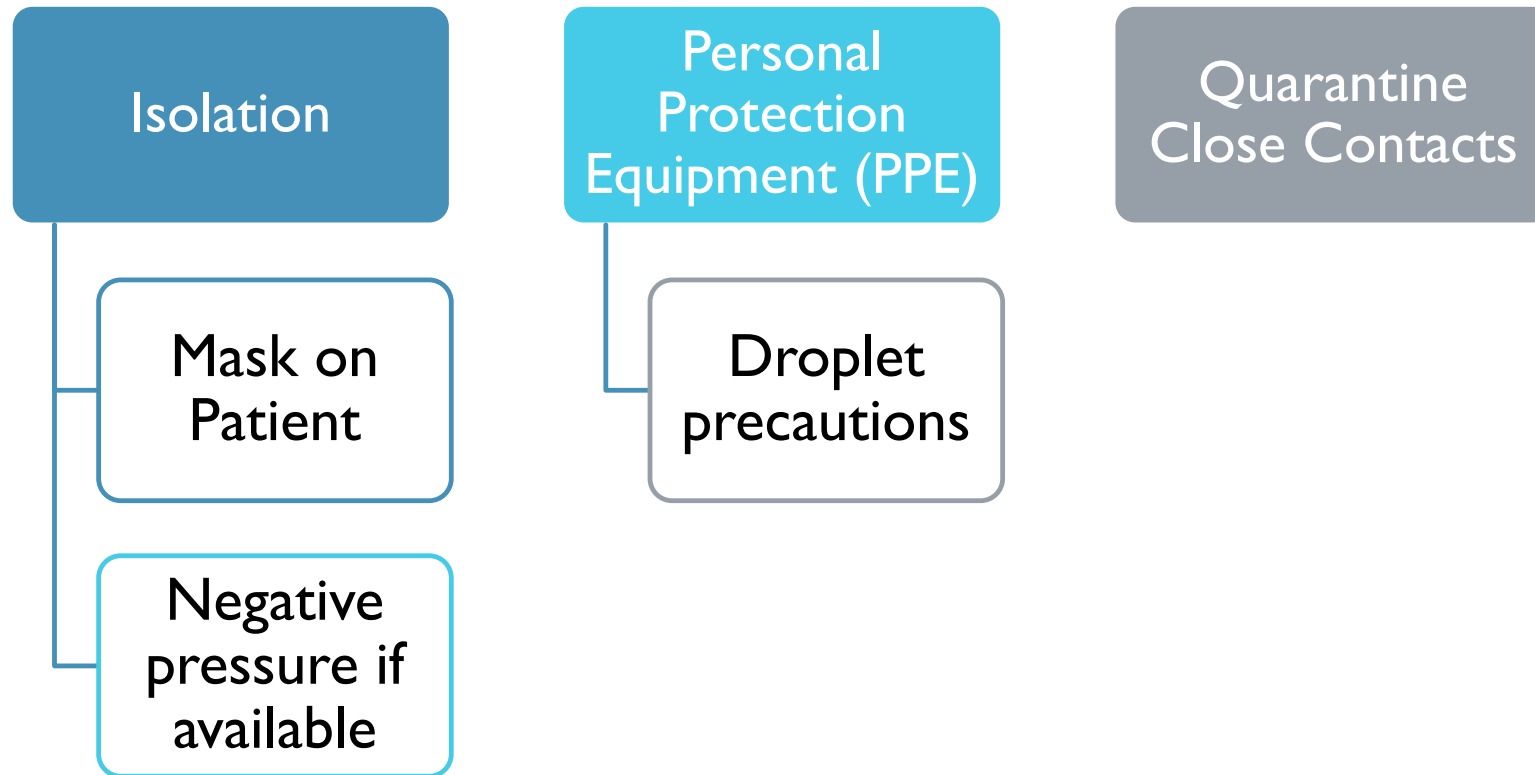 Isolation
Mask on
Patient
Negative
pressure if
available
Personal
Protection
Equipment (PPE)
Droplet
precautions
Quarantine
Close Contacts